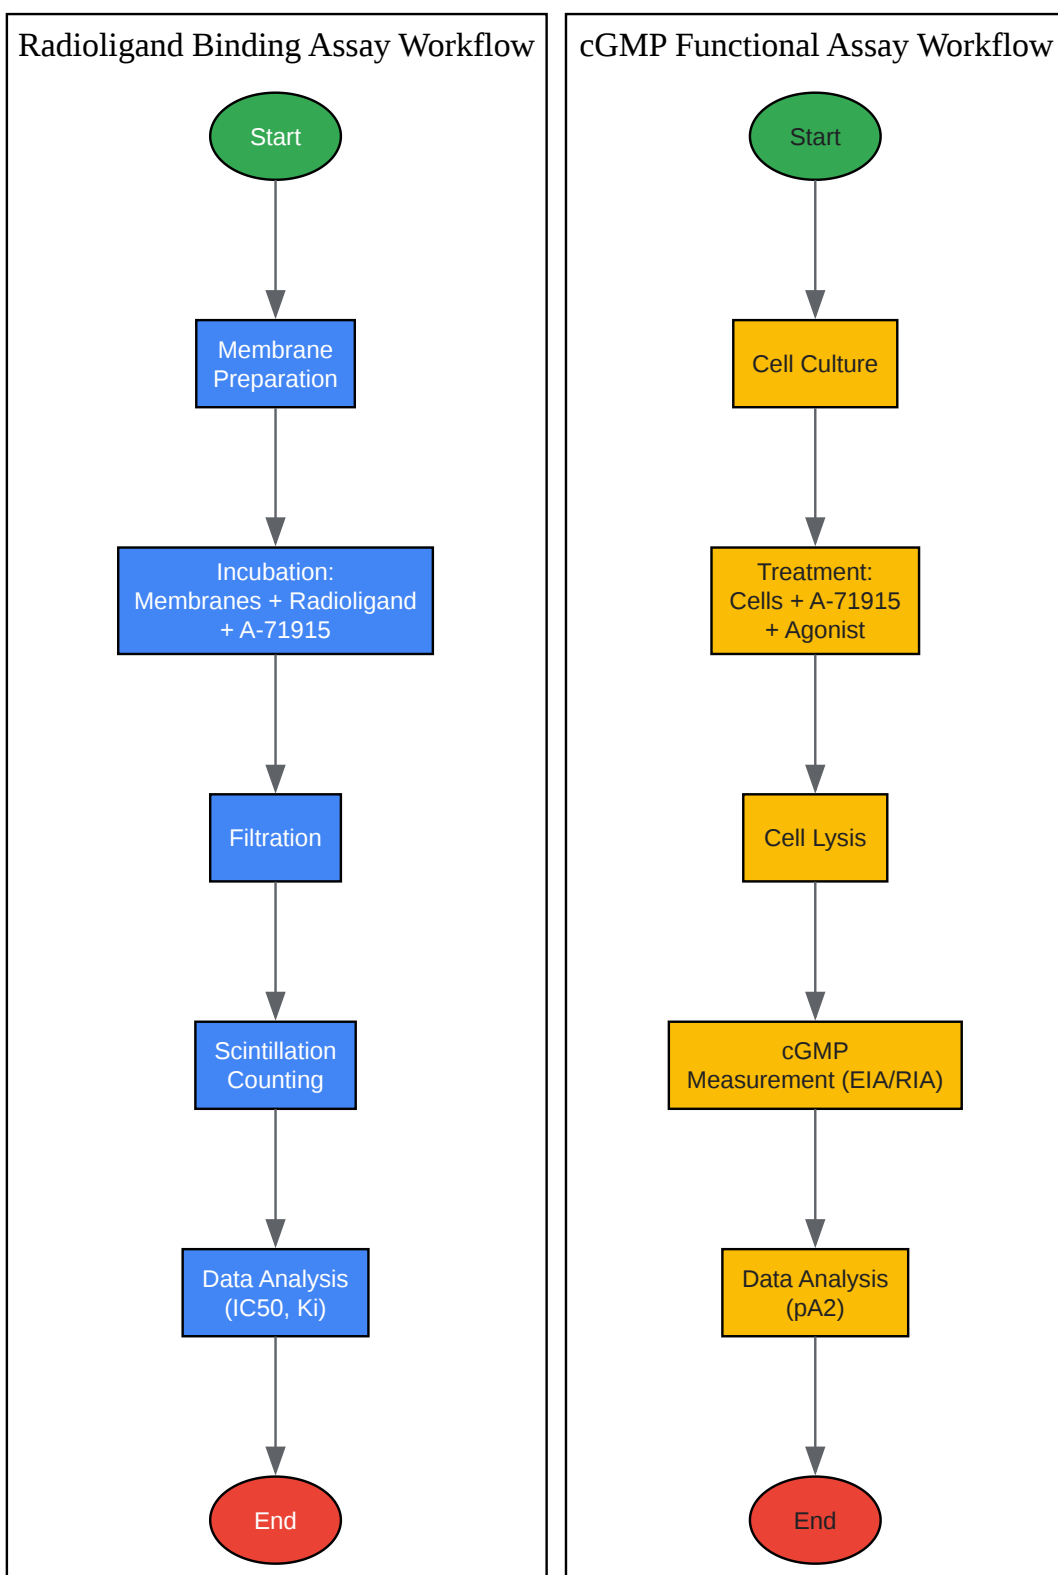 Radioligand Binding Assay Workflow
Start
Membrane
Preparation
Incubation:
Membranes + Radioligand
+ A-71915
Filtration
Scintillation
Counting
Data Analysis
(IC50, Ki)
End
cGMP Functional Assay Workflow
Start
Cell Culture
Treatment:
Cells + A-71915
+ Agonist
Cell Lysis
cGMP
Measurement (EIA/RIA)
Data Analysis
(pA2)
End